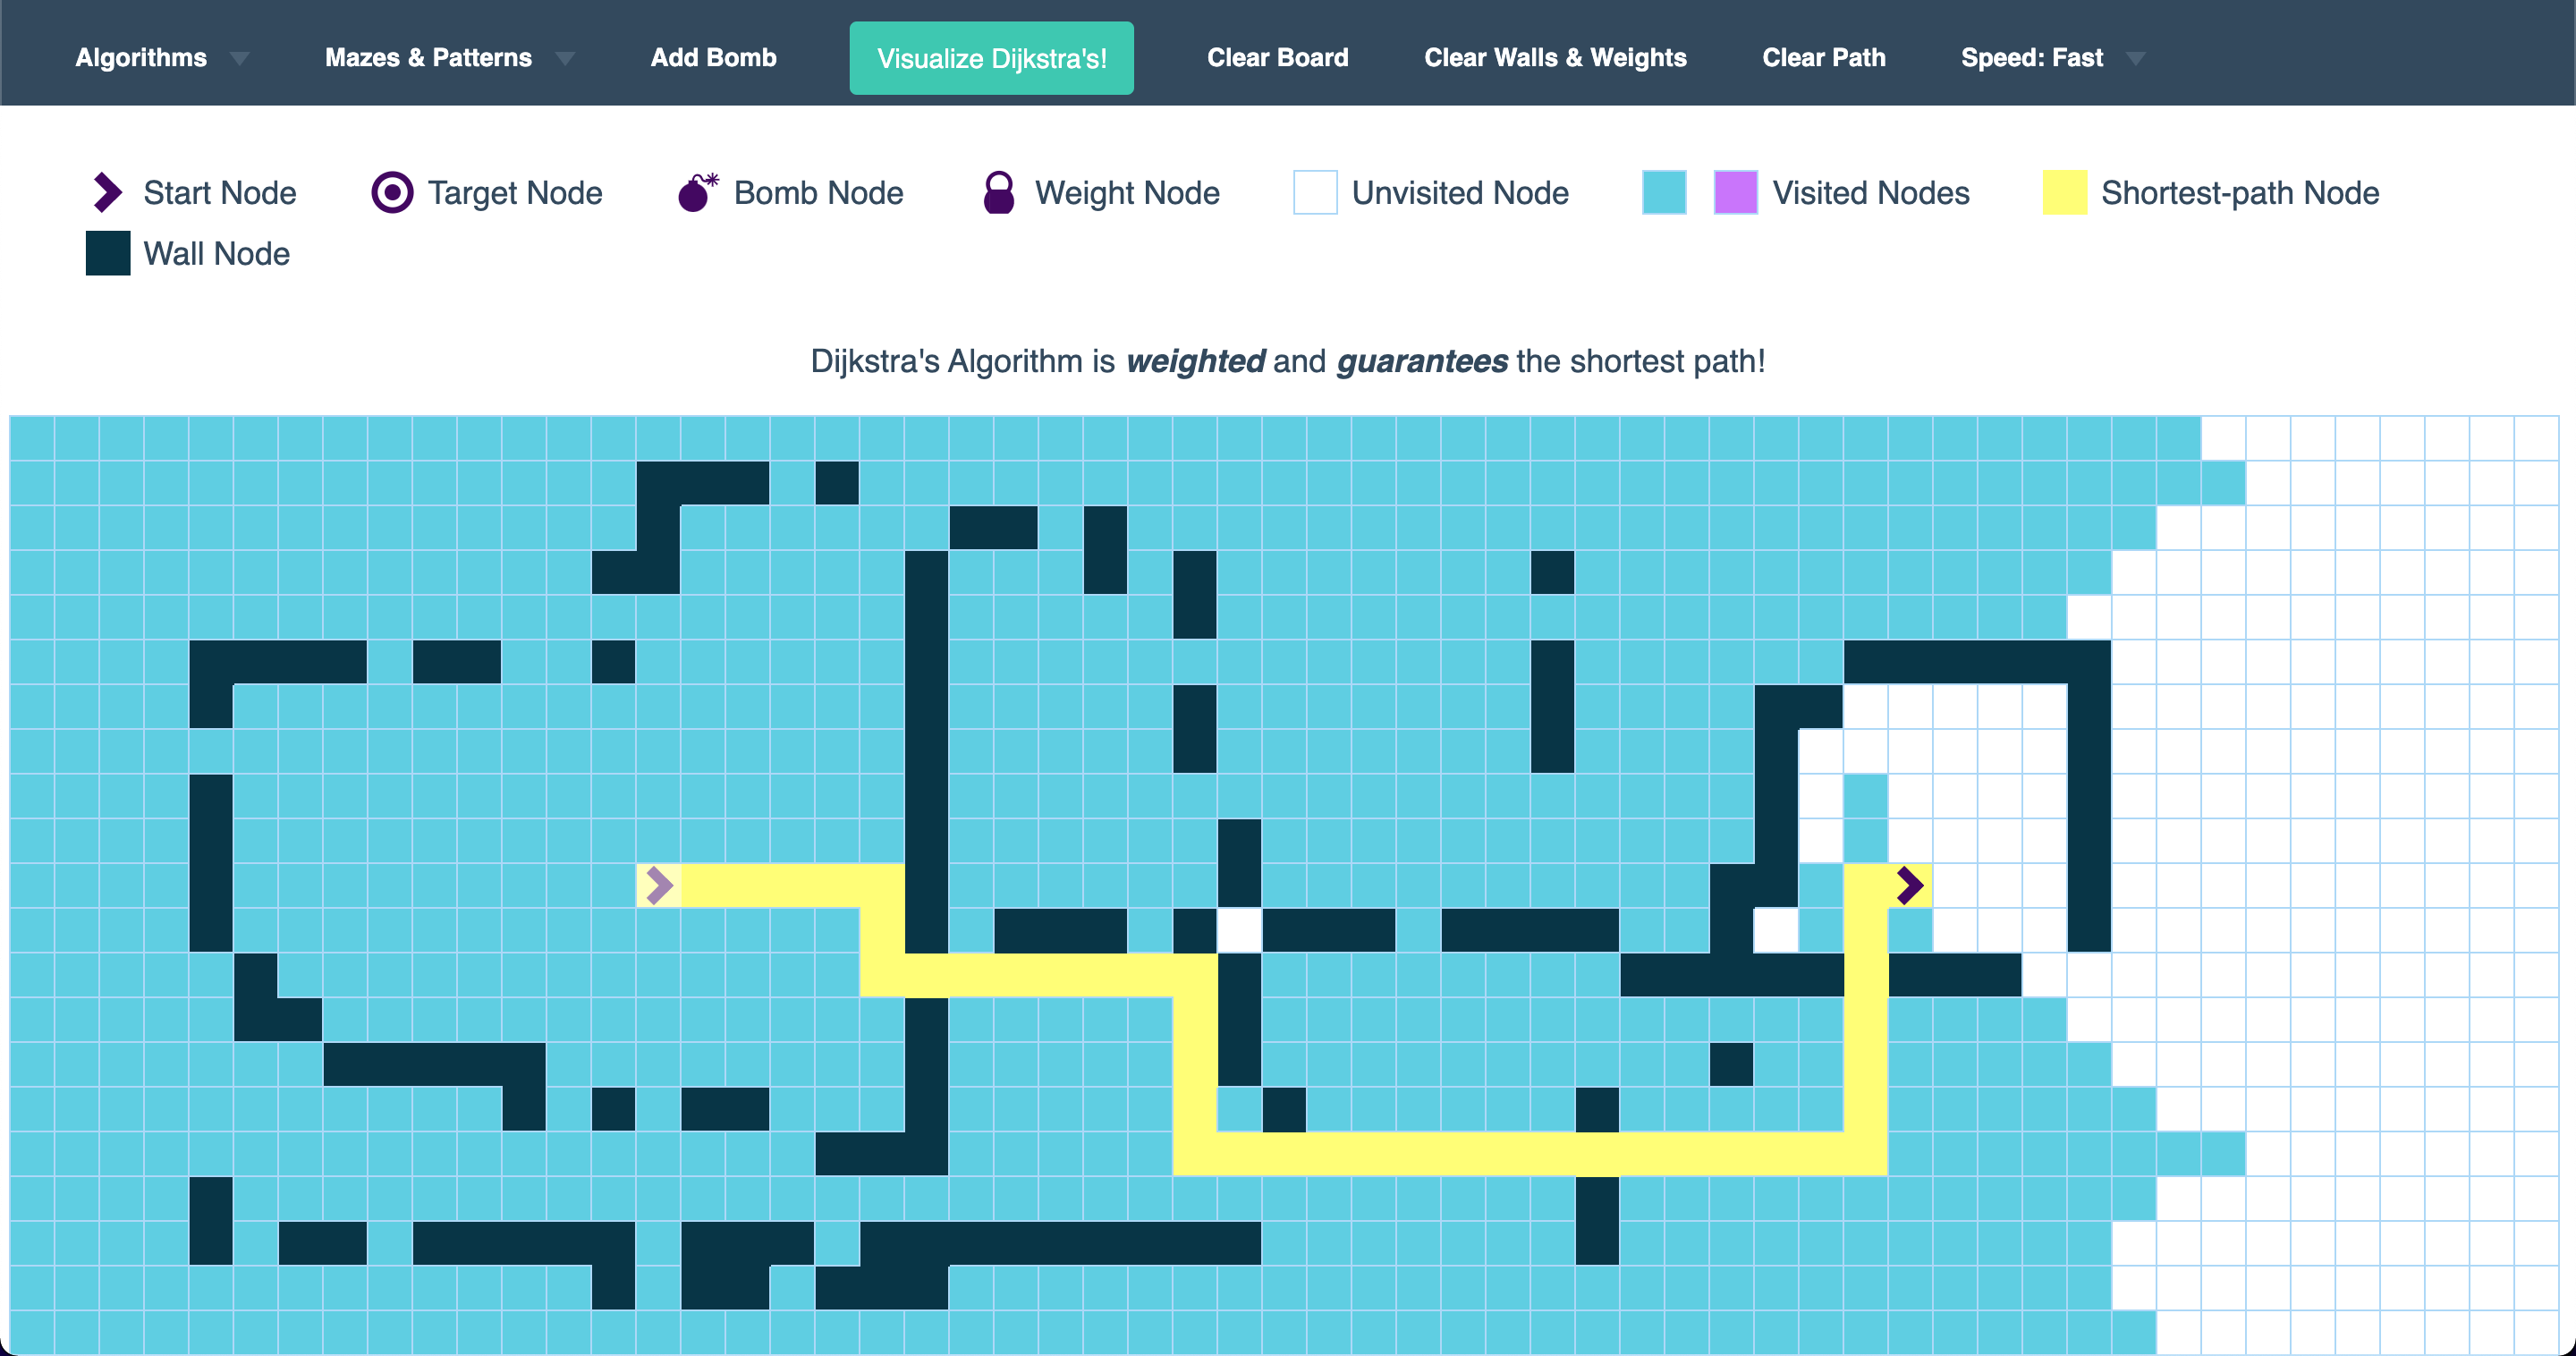 Algorithms Mazes & Patterns Add Bomb Visualize Dijkstra's! Clear Board Clear Walls & Weights Clear Path Speed: Fast
Start Node Target Node Bomb Node Weight Node Unvisited Node Visited Nodes Shortest-path Node
Wall Node
Dijkstra's Algorithm is weighted and guarantees the shortest path!